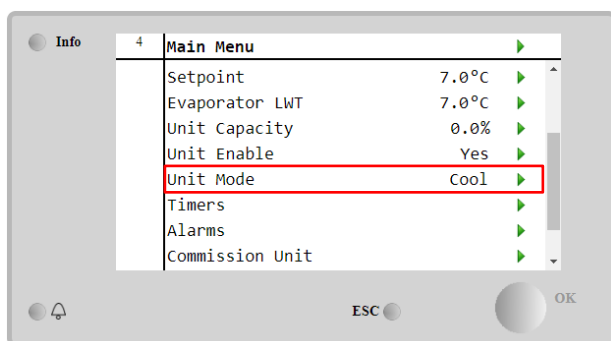 Info
4 Main Menu
Setpoint 7.0°C
Evaporator LWT 7.0°C
Unit Capacity 0.0%
Unit Enable Yes
Unit Mode Cool
Timers
Alarms
Commission Unit
ESC OK